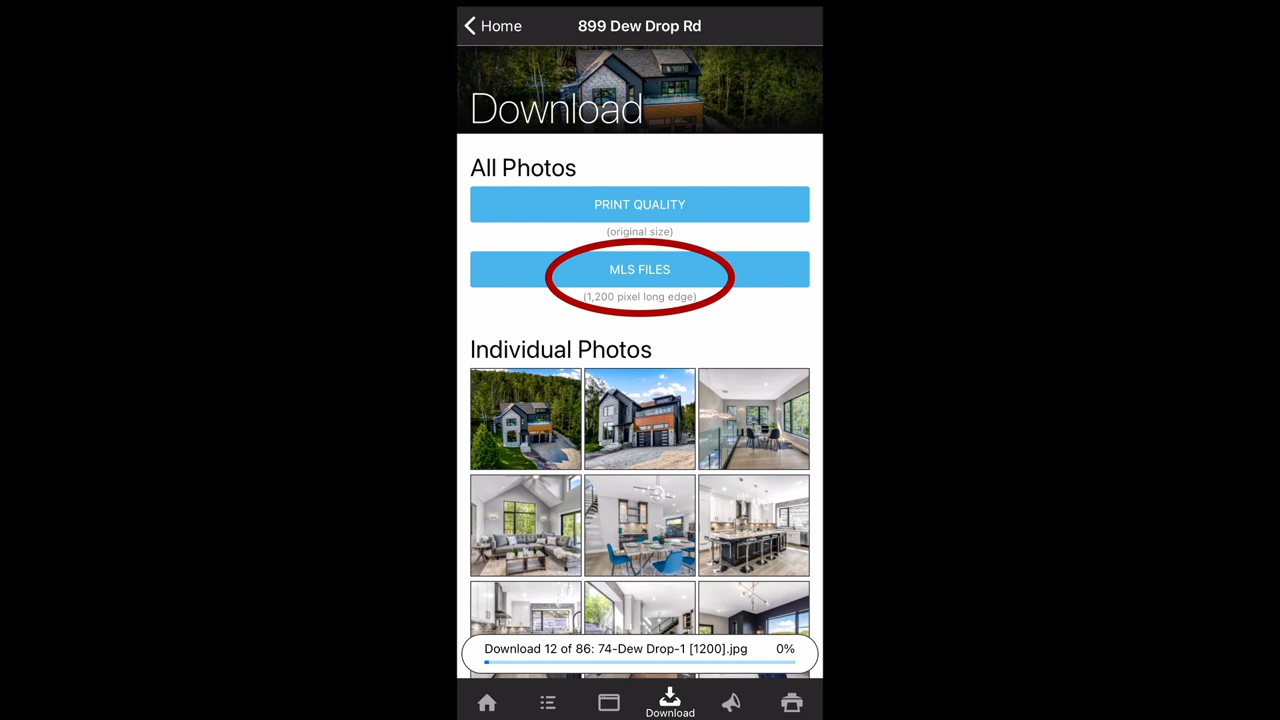 Home
899 Dew Drop Rd
Download
All Photos
PRINT QUALITY
(original size)
MLS FILES
(1,200 pixel long edge)
Individual Photos
Download 12 of 86: 74-Dew Drop-1 [1200].jpg 0%
Download